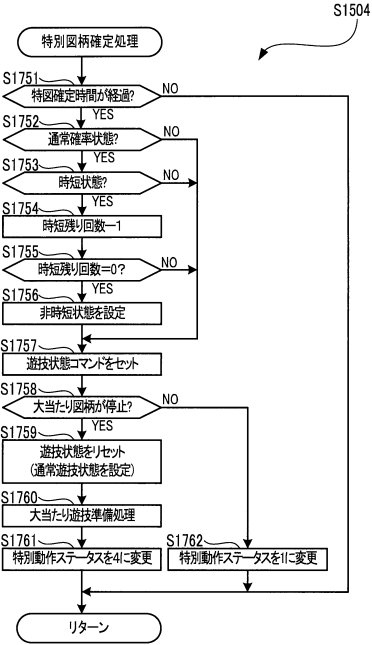 S1504
特別図柄確定処理
S1751
特図確定時間が経過?
NO
YES
S1752
通常確率状態?
NO
YES
S1753
時短状態?
NO
YES
S1754
時短残り回数ー1
S1755
時短残り回数=0?
NO
YES
S1756
非時短状態を設定
S1757
遊技状態コマンドをセット
S1758
大当たり図柄が停止?
NO
YES
S1759
遊技状態をリセット
(通常遊技状態を設定)
S1760
大当たり遊技準備処理
S1761
特別動作ステータスを4に変更
S1762
特別動作ステータスを1に変更
リターン